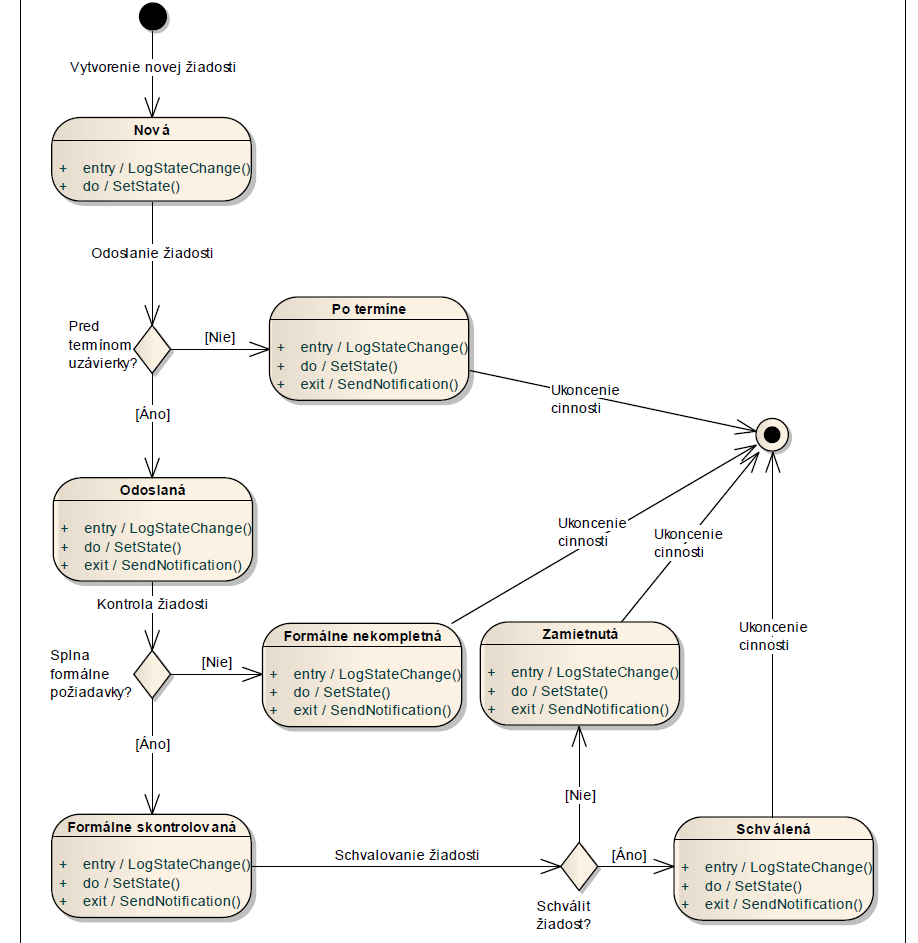 Vytvorenie novej žiadosti
Nová
+ entry / LogStateChange()
+ do / SetState()
Odoslanie žiadosti
Pred
termínom
uzávierky?
[Nie]
Po termíne
+ entry / LogStateChange()
+ do / SetState()
+ exit / SendNotification()
Ukoncenie
cinnosti
[Áno]
Odoslaná
+ entry / LogStateChange()
+ do / SetState()
+ exit / SendNotification()
Kontrola žiadosti
Splna
formálne
požiadavky?
[Nie]
Formálne nekompletná
+ entry / LogStateChange()
+ do / SetState()
+ exit / SendNotification()
Ukoncenie
cinnosti
Zamietnutá
+ entry / LogStateChange()
+ do / SetState()
+ exit / SendNotification()
Ukoncenie
cinnosti
Ukoncenie
cinnosti
[Áno]
Formálne skontrolovaná
+ entry / LogStateChange()
+ do / SetState()
+ exit / SendNotification()
Schvalovanie žiadosti
[Nie]
[Áno]
Schválit
žiadost?
Schválená
+ entry / LogStateChange()
+ do / SetState()
+ exit / SendNotification()